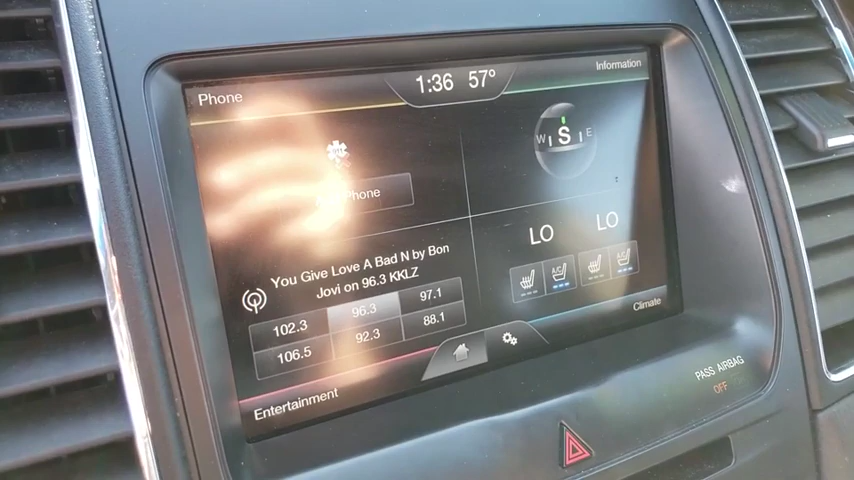 1:36 57°
Phone
Information
W S E
Phone
LO LO
A/C A/C
You Give Love A Bad N by Bon
Jovi on 96.3 KKLZ
102.3 96.3 97.1
106.5 92.3 88.1
Entertainment
Climate
PASS AIRBAG
OFF